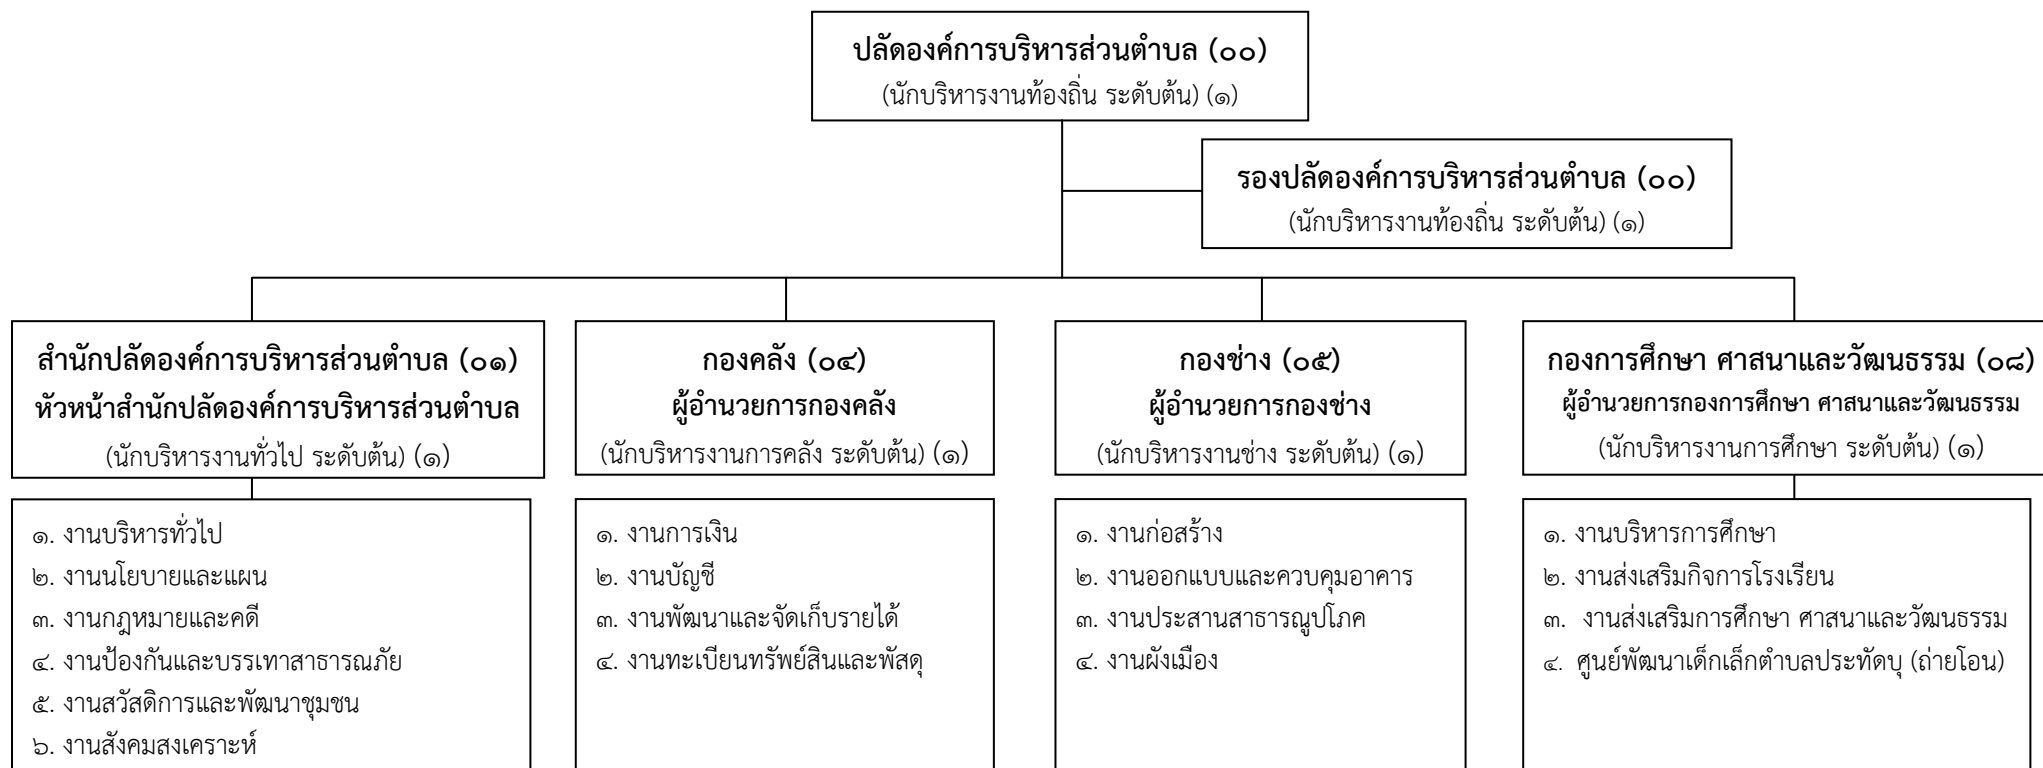 ปลัดองค์การบริหารส่วนตำบล (๐๐)
(นักบริหารงานท้องถิ่น ระดับต้น) (๑)
รองปลัดองค์การบริหารส่วนตำบล (๐๐)
(นักบริหารงานท้องถิ่น ระดับต้น) (๑)
สำนักปลัดองค์การบริหารส่วนตำบล (๐๑)
หัวหน้าสำนักปลัดองค์การบริหารส่วนตำบล
(นักบริหารงานทั่วไป ระดับต้น) (๑)
๑. งานบริหารทั่วไป
๒. งานนโยบายและแผน
๓. งานกฎหมายและคดี
๔. งานป้องกันและบรรเทาสาธารณภัย
๕. งานสวัสดิการและพัฒนาชุมชน
๖. งานสังคมสงเคราะห์
กองคลัง (๐๔)
ผู้อำนวยการกองคลัง
(นักบริหารงานการคลัง ระดับต้น) (๑)
๑. งานการเงิน
๒. งานบัญชี
๓. งานพัฒนาและจัดเก็บรายได้
๔. งานทะเบียนทรัพย์สินและพัสดุ
กองช่าง (๐๕)
ผู้อำนวยการกองช่าง
(นักบริหารงานช่าง ระดับต้น) (๑)
๑. งานก่อสร้าง
๒. งานออกแบบและควบคุมอาคาร
๓. งานประสานสาธารณูปโภค
๔. งานผังเมือง
กองการศึกษา ศาสนาและวัฒนธรรม (๐๘)
ผู้อำนวยการกองการศึกษา ศาสนาและวัฒนธรรม
(นักบริหารงานการศึกษา ระดับต้น) (๑)
๑. งานบริหารการศึกษา
๒. งานส่งเสริมกิจการโรงเรียน
๓. งานส่งเสริมการศึกษา ศาสนาและวัฒนธรรม
๔. ศูนย์พัฒนาเด็กเล็กตำบลประทัดบุ (ถ่ายโอน)